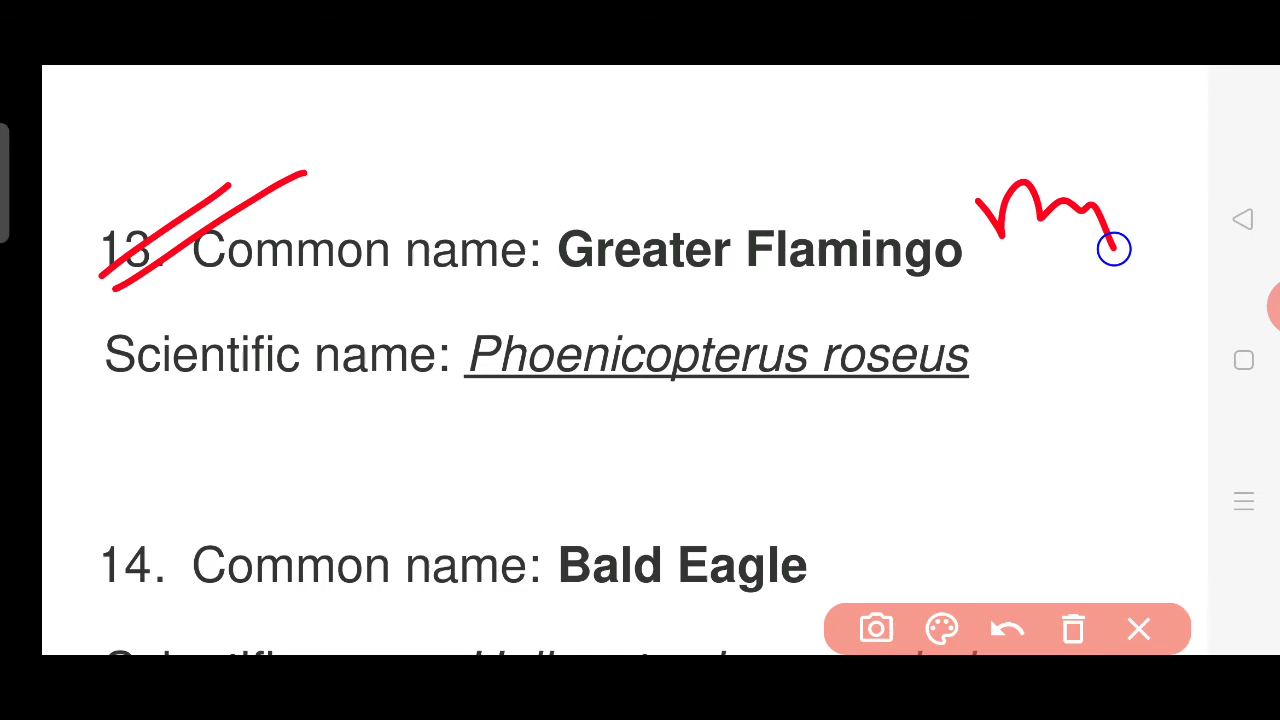 13. Common name: Greater Flamingo
Scientific name: Phoenicopterus roseus
14. Common name: Bald Eagle